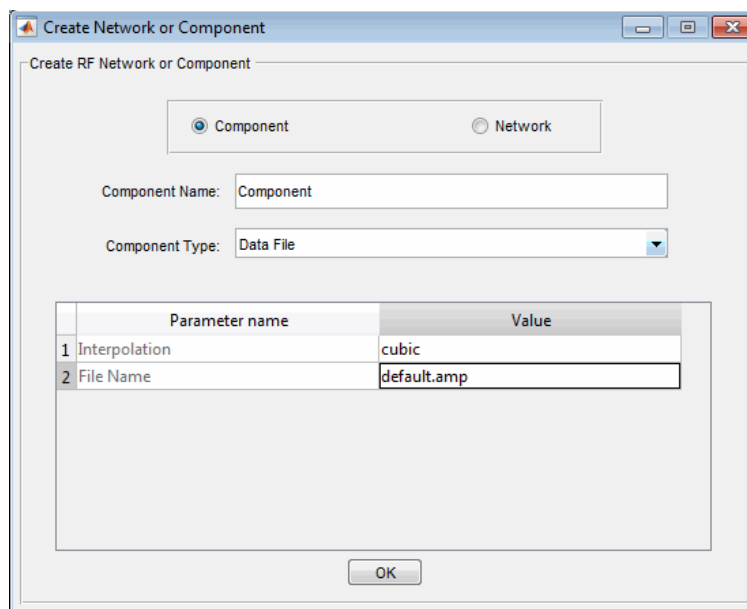 Create Network or Component
Create RF Network or Component
Component Network
Component Name: Component
Component Type: Data File
Parameter name Value
1 Interpolation cubic
2 File Name default.amp
OK